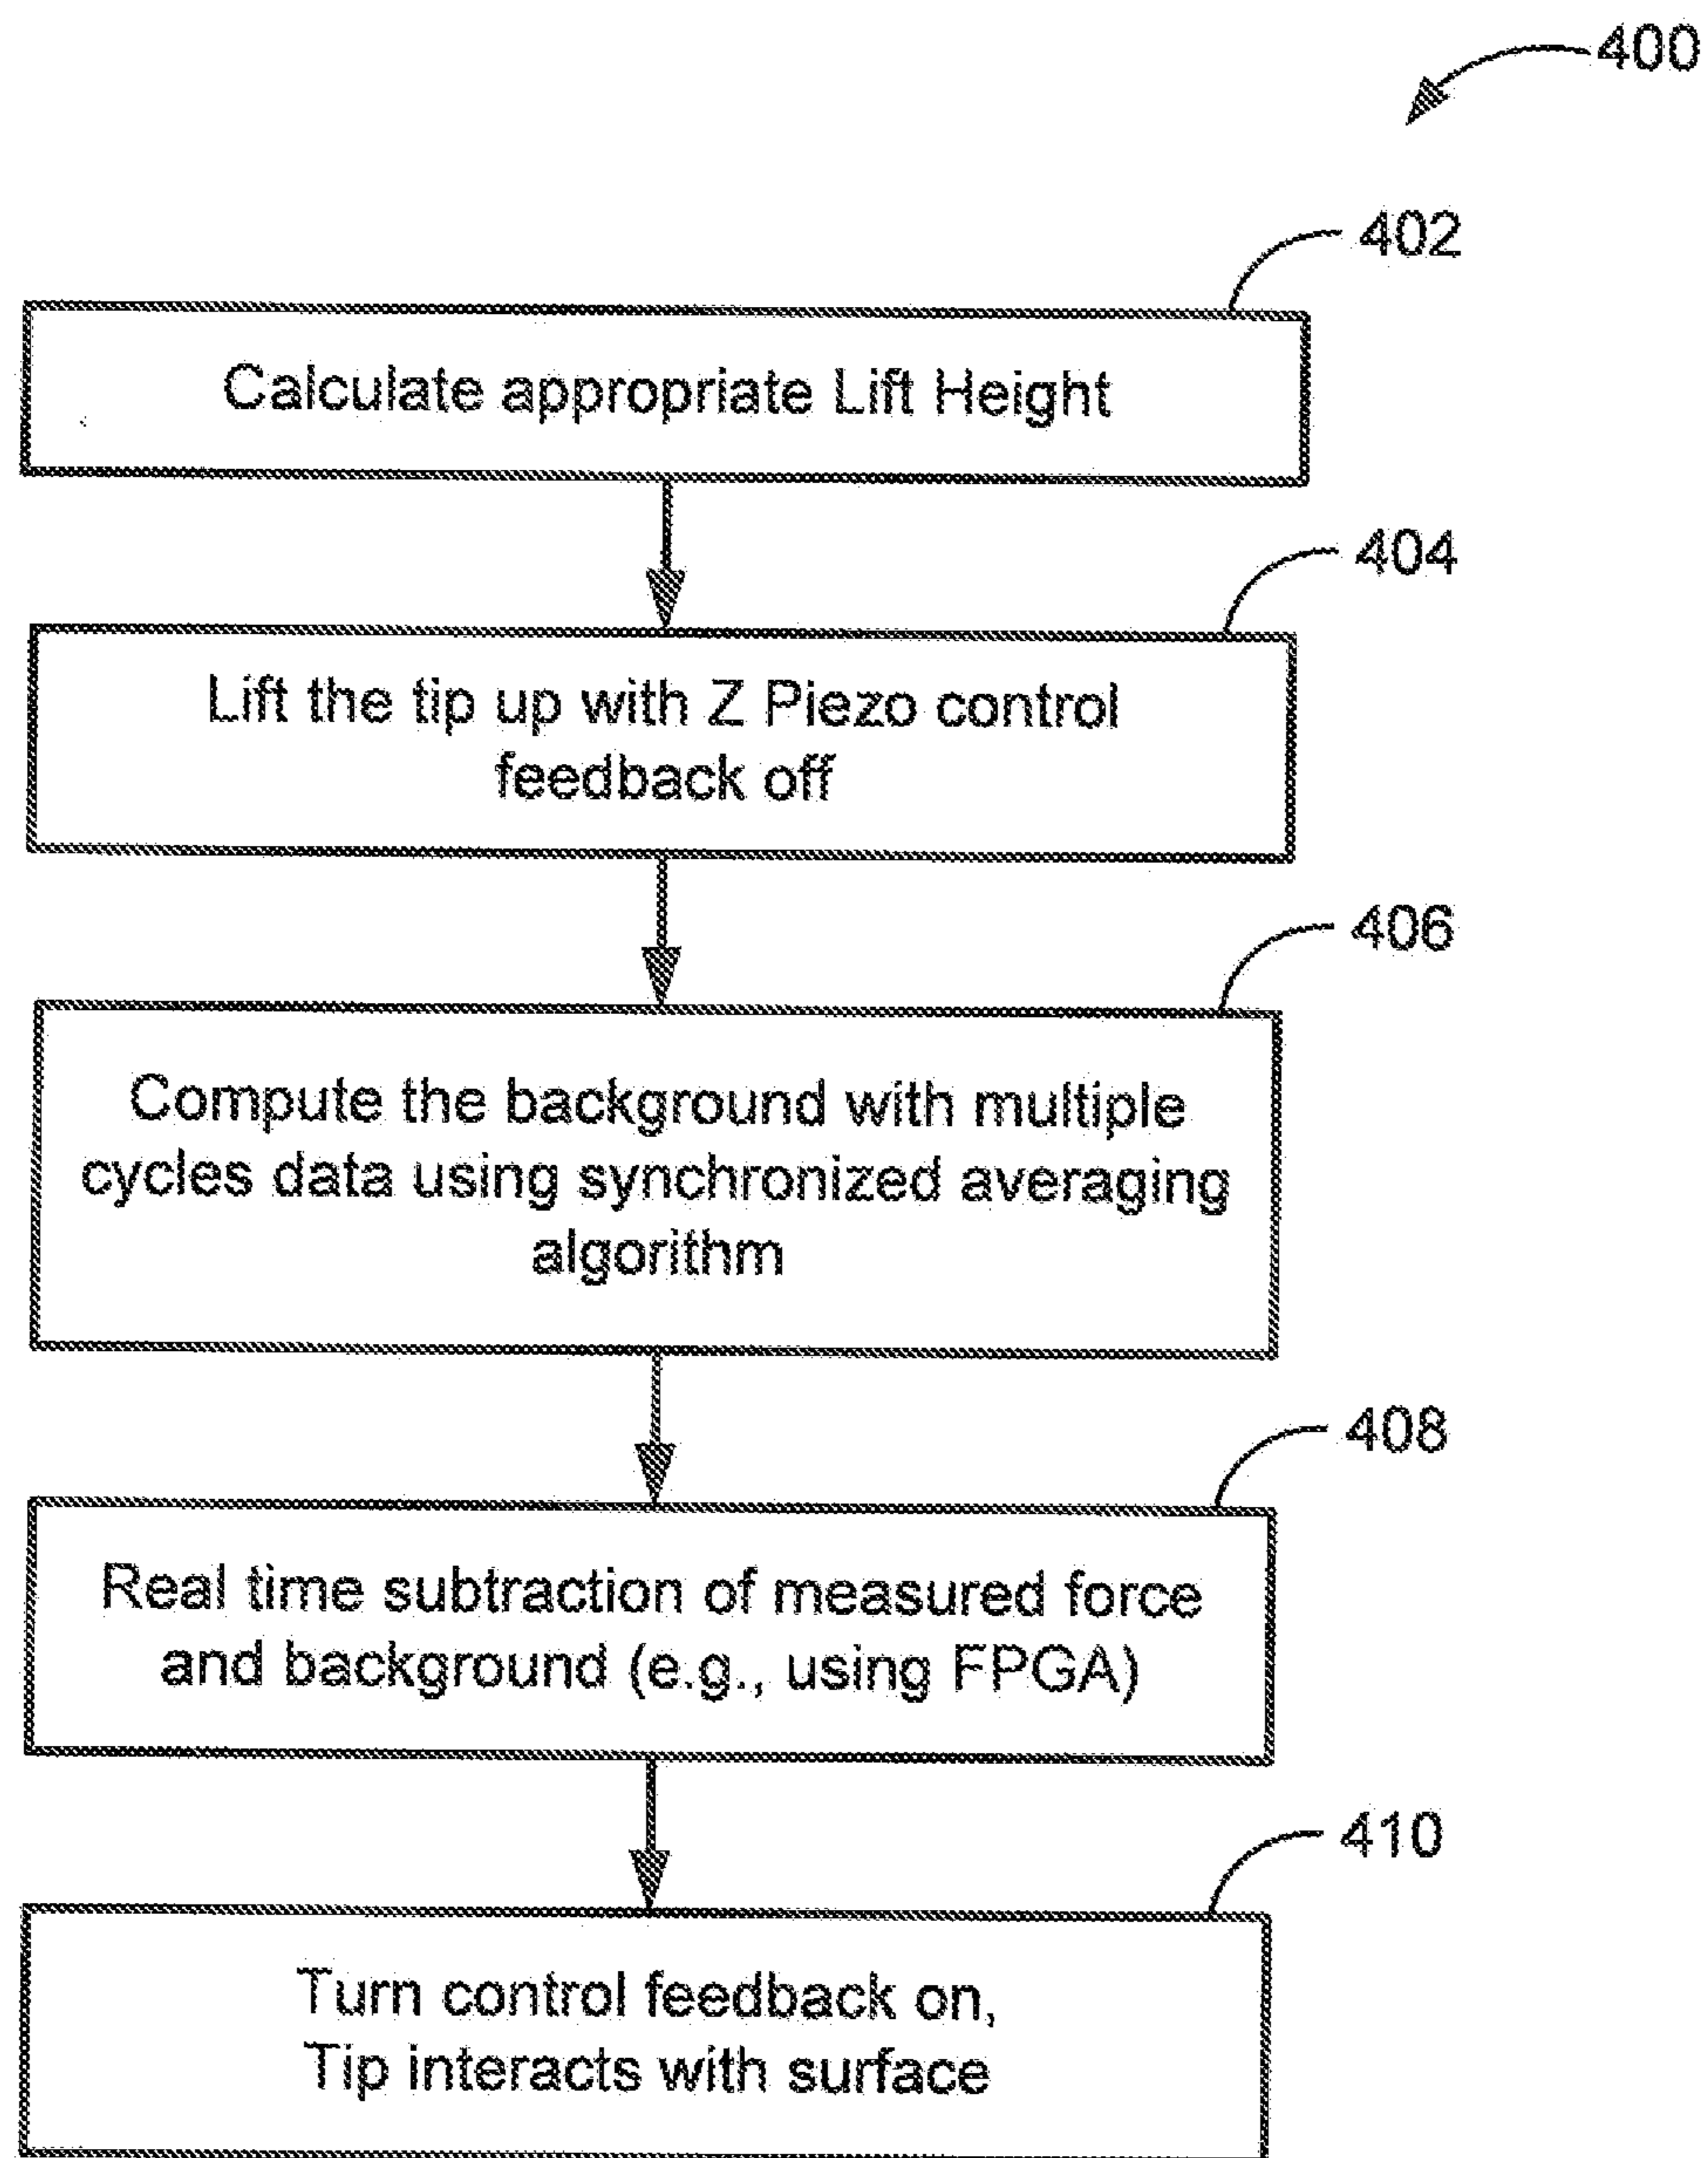 400
402
Calculate appropriate Lift Height
404
Lift the tip up with Z Piezo control
feedback off
406
Compute the background with multiple
cycles data using synchronized averaging
algorithm
408
Real time subtraction of measured force
and background (e.g., using FPGA)
410
Turn control feedback on,
Tip interacts with surface